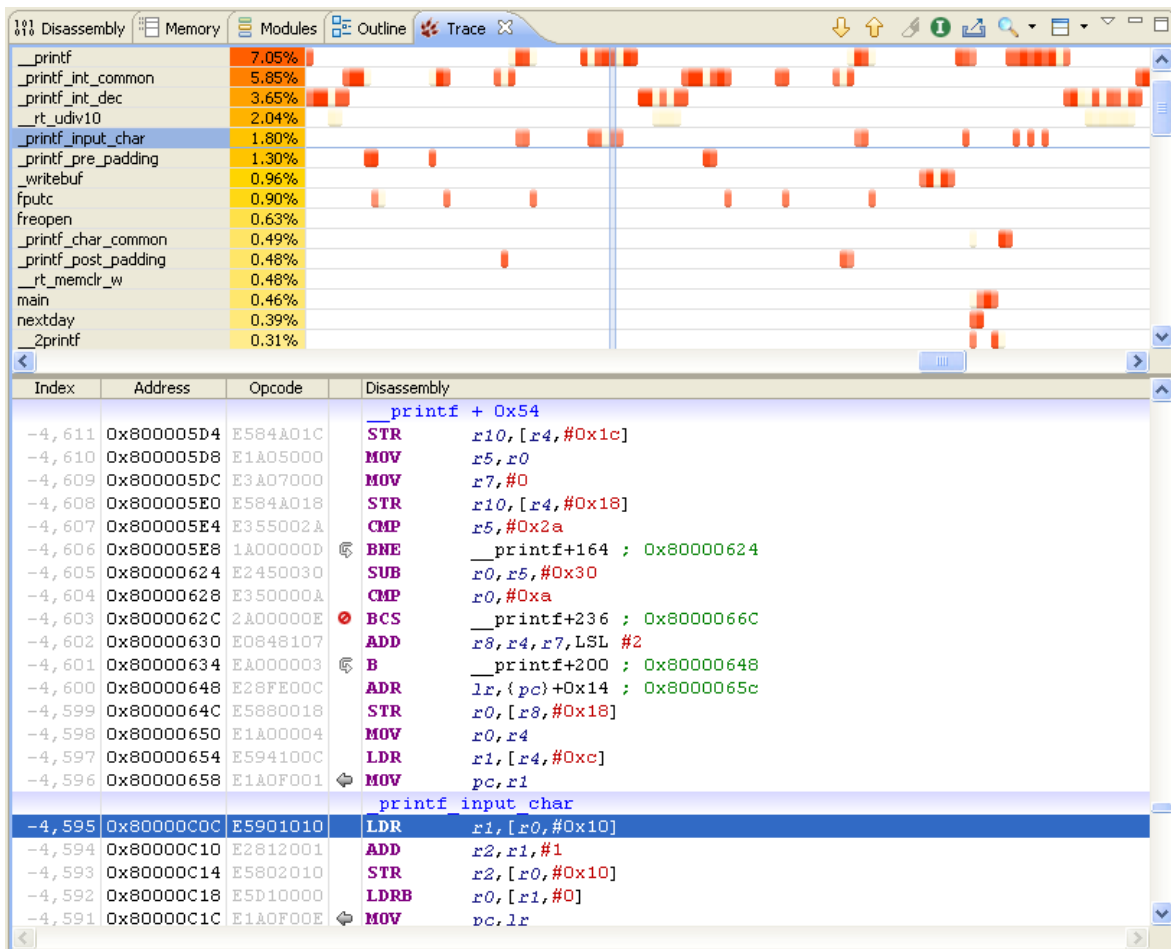 Disassembly Memory Modules Outline Trace
__printf 7.05%
_printf_int_common 5.85%
_printf_int_dec 3.65%
__rt_udiv10 2.04%
_printf_input_char 1.80%
_printf_pre_padding 1.30%
_writebuf 0.96%
fputc 0.90%
freopen 0.63%
_printf_char_common 0.49%
_printf_post_padding 0.48%
__rt_memclr_w 0.48%
main 0.46%
nextday 0.39%
__2printf 0.31%
Index Address Opcode Disassembly
__printf + 0x54
-4,611 0x800005D4 E584A01C STR r10,[r4,#0x1c]
-4,610 0x800005D8 E1A05000 MOV r5,r0
-4,609 0x800005DC E3A07000 MOV r7,#0
-4,608 0x800005E0 E584A018 STR r10,[r4,#0x18]
-4,607 0x800005E4 E355002A CMP r5,#0x2a
-4,606 0x800005E8 1A00000D BNE __printf+164 ; 0x80000624
-4,605 0x80000624 E2450030 SUB r0,r5,#0x30
-4,604 0x80000628 E350000A CMP r0,#0xa
-4,603 0x8000062C 2A00000E BCS __printf+236 ; 0x8000066C
-4,602 0x80000630 E0848107 ADD r8,r4,r7,LSL #2
-4,601 0x80000634 EA000003 B __printf+200 ; 0x80000648
-4,600 0x80000648 E28FE00C ADR lr,{pc}+0x14 ; 0x8000065c
-4,599 0x8000064C E5880018 STR r0,[r8,#0x18]
-4,598 0x80000650 E1A00004 MOV r0,r4
-4,597 0x80000654 E594100C LDR r1,[r4,#0xc]
-4,596 0x80000658 E1A0F001 MOV pc,r1
_printf_input_char
-4,595 0x80000C0C E5901010 LDR r1,[r0,#0x10]
-4,594 0x80000C10 E2812001 ADD r2,r1,#1
-4,593 0x80000C14 E5802010 STR r2,[r0,#0x10]
-4,592 0x80000C18 E5D10000 LDRB r0,[r1,#0]
-4,591 0x80000C1C E1A0F00E MOV pc,lr